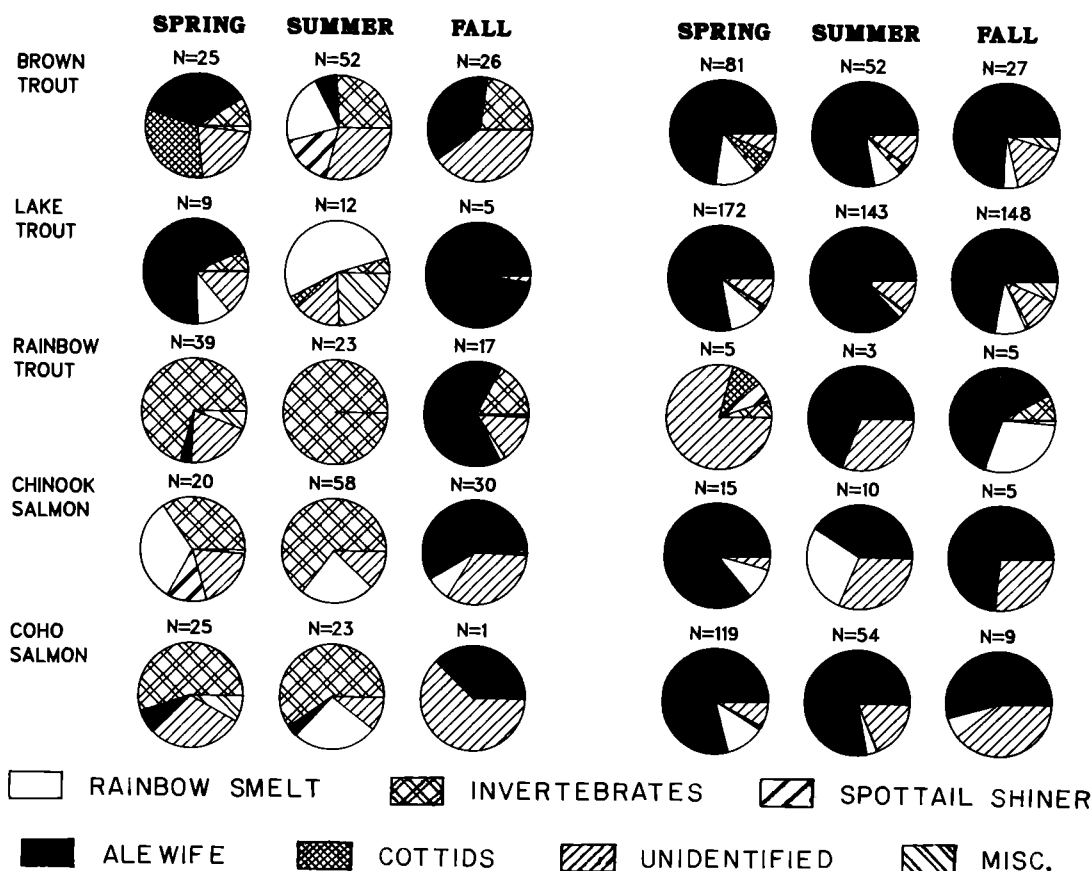 SPRING SUMMER FALL SPRING SUMMER FALL
BROWN TROUT N=25 N=52 N=26 N=81 N=52 N=27
LAKE TROUT N=9 N=12 N=5 N=172 N=143 N=148
RAINBOW TROUT N=39 N=23 N=17 N=5 N=3 N=5
CHINOOK SALMON N=20 N=58 N=30 N=15 N=10 N=5
COHO SALMON N=25 N=23 N=1 N=119 N=54 N=9
RAINBOW SMELT INVERTEBRATES SPOTTAIL SHINER
ALEWIFE COTTIDS UNIDENTIFIED MISC.